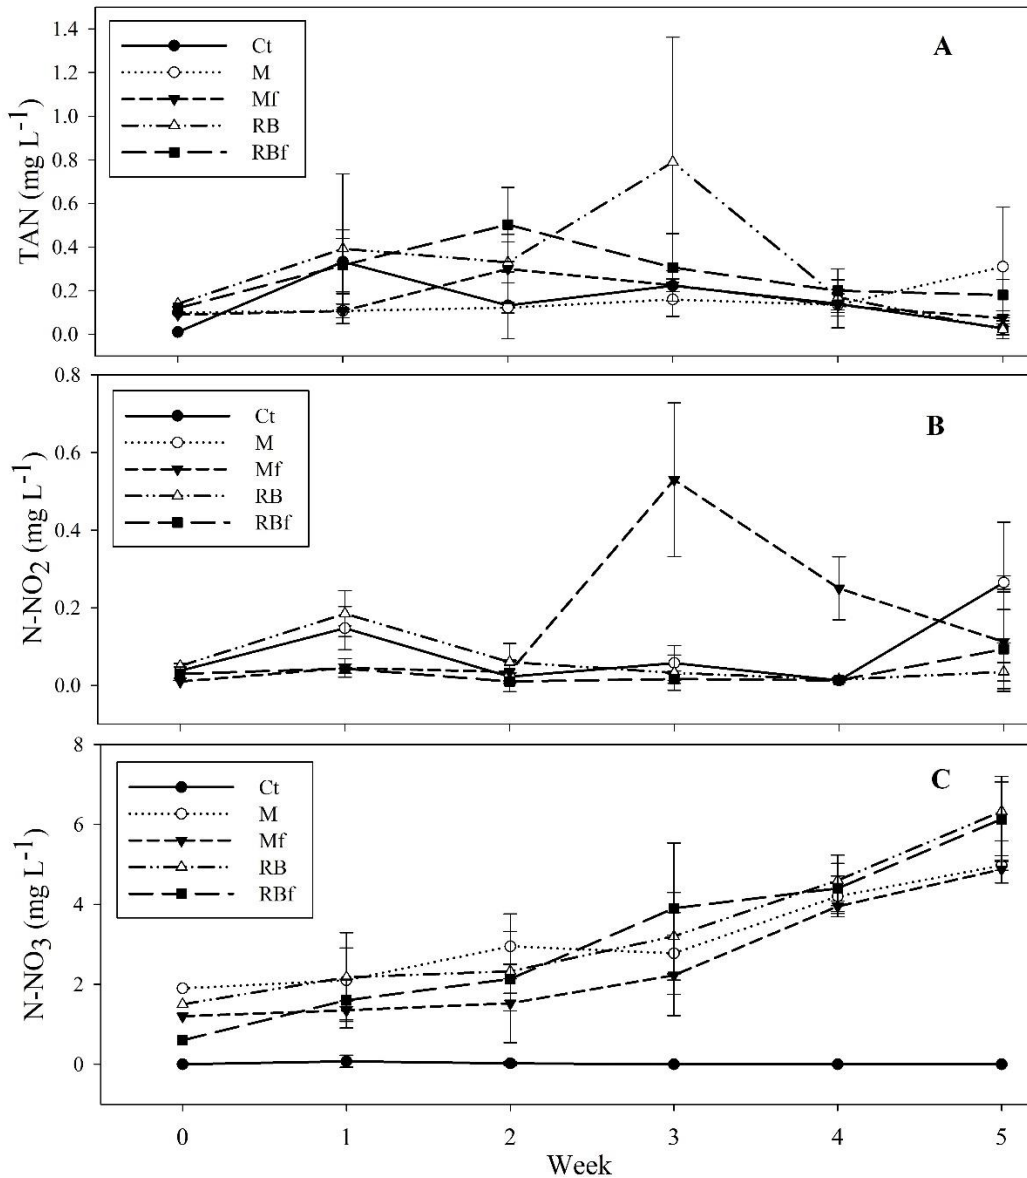 A
Ct
M
Mf
RB
RBf
1.4
1.2
1.0
0.8
0.6
0.4
0.2
0.0
TAN (mg L⁻¹)
B
Ct
M
Mf
RB
RBf
0.8
0.6
0.4
0.2
0.0
N-NO₂ (mg L⁻¹)
C
Ct
M
Mf
RB
RBf
8
6
4
2
0
N-NO₃ (mg L⁻¹)
0 1 2 3 4 5
Week